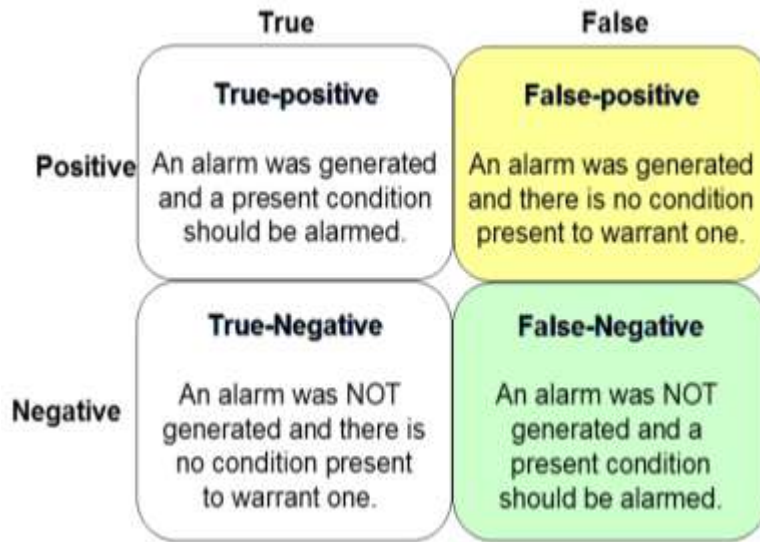 True False
True-positive
An alarm was generated
and a present condition
should be alarmed.
False-positive
An alarm was generated
and there is no condition
present to warrant one.
Positive
True-Negative
An alarm was NOT
generated and there is
no condition present
to warrant one.
False-Negative
An alarm was NOT
generated and a
present condition
should be alarmed.
Negative